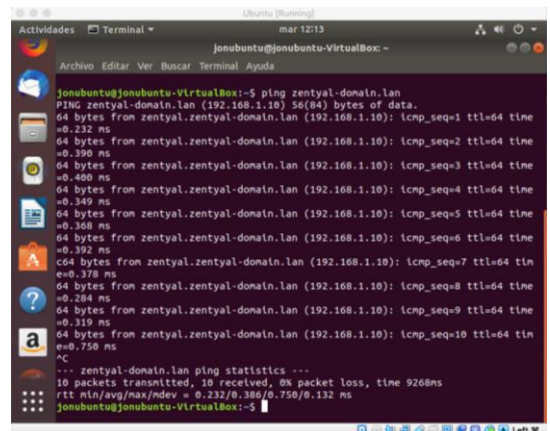 Ubuntu [Running]
Actividades Terminal mar 12:13
jonubuntu@jonubuntu-VirtualBox: ~
Archivo Editar Ver Buscar Terminal Ayuda
jonubuntu@jonubuntu-VirtualBox:~$ ping zentyal-domain.lan
PING zentyal-domain.lan (192.168.1.10) 56(84) bytes of data.
64 bytes from zentyal.zentyal-domain.lan (192.168.1.10): icmp_seq=1 ttl=64 time
=0.232 ms
64 bytes from zentyal.zentyal-domain.lan (192.168.1.10): icmp_seq=2 ttl=64 time
=0.390 ms
64 bytes from zentyal.zentyal-domain.lan (192.168.1.10): icmp_seq=3 ttl=64 time
=0.400 ms
64 bytes from zentyal.zentyal-domain.lan (192.168.1.10): icmp_seq=4 ttl=64 time
=0.349 ms
64 bytes from zentyal.zentyal-domain.lan (192.168.1.10): icmp_seq=5 ttl=64 time
=0.368 ms
64 bytes from zentyal.zentyal-domain.lan (192.168.1.10): icmp_seq=6 ttl=64 time
=0.392 ms
c64 bytes from zentyal.zentyal-domain.lan (192.168.1.10): icmp_seq=7 ttl=64 tim
e=0.378 ms
64 bytes from zentyal.zentyal-domain.lan (192.168.1.10): icmp_seq=8 ttl=64 time
=0.284 ms
64 bytes from zentyal.zentyal-domain.lan (192.168.1.10): icmp_seq=9 ttl=64 time
=0.319 ms
64 bytes from zentyal.zentyal-domain.lan (192.168.1.10): icmp_seq=10 ttl=64 tim
e=0.750 ms
^C
--- zentyal-domain.lan ping statistics ---
10 packets transmitted, 10 received, 0% packet loss, time 9268ms
rtt min/avg/max/mdev = 0.232/0.386/0.750/0.132 ms
jonubuntu@jonubuntu-VirtualBox:~$
Left ⌘